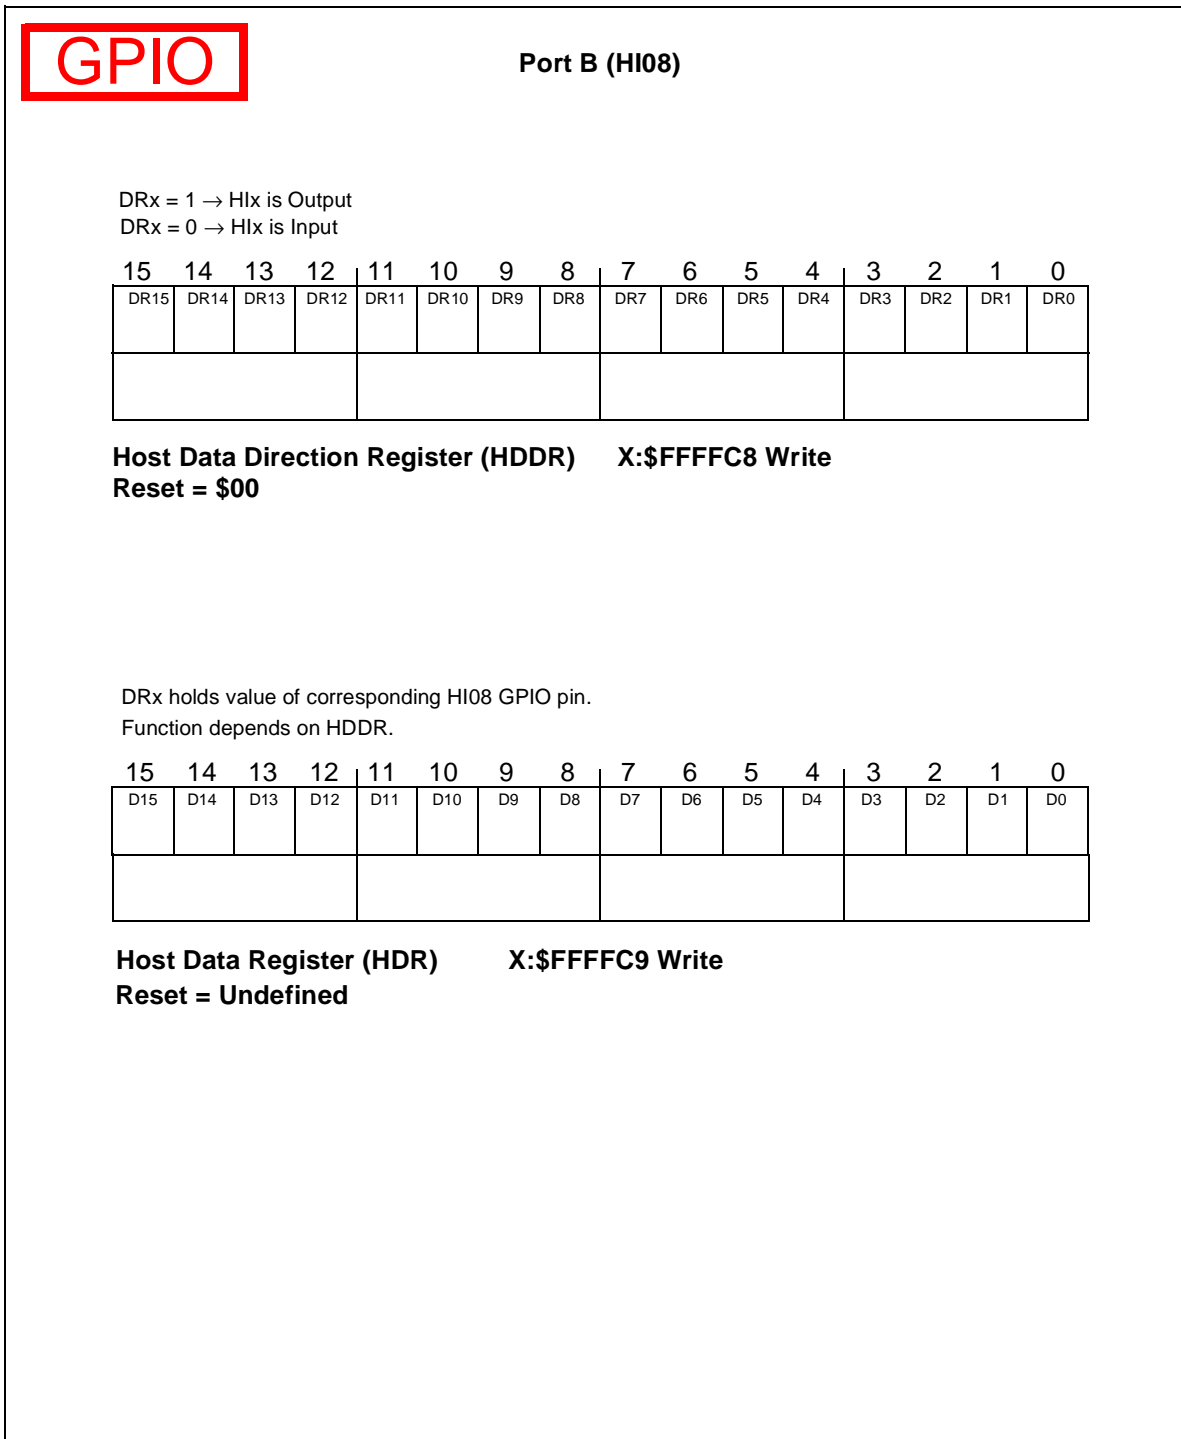 GPIO
Port B (HI08)
DRx = 1 → HIx is Output
DRx = 0 → HIx is Input
15 14 13 12 11 10 9 8 7 6 5 4 3 2 1 0
DR15 DR14 DR13 DR12 DR11 DR10 DR9 DR8 DR7 DR6 DR5 DR4 DR3 DR2 DR1 DR0
Host Data Direction Register (HDDR) X:$FFFFC8 Write
Reset = $00
DRx holds value of corresponding HI08 GPIO pin.
Function depends on HDDR.
15 14 13 12 11 10 9 8 7 6 5 4 3 2 1 0
D15 D14 D13 D12 D11 D10 D9 D8 D7 D6 D5 D4 D3 D2 D1 D0
Host Data Register (HDR) X:$FFFFC9 Write
Reset = Undefined